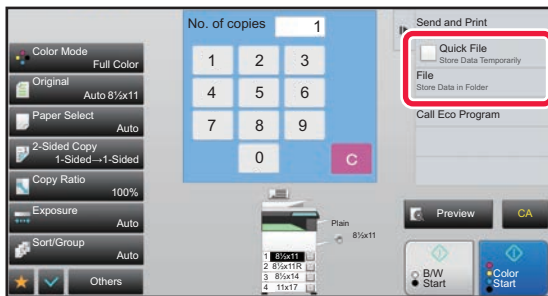 Color Mode
Full Color
Original
Auto 8½x11
Paper Select
Auto
2-Sided Copy
1-Sided→1-Sided
Copy Ratio
100%
Exposure
Auto
Sort/Group
Auto
Others
No. of copies 1
1 2 3
4 5 6
7 8 9
0 C
Plain
8½x11
1 8½x11
2 8½x11R
3 8½x14
4 11x17
Send and Print
Quick File
Store Data Temporarily
File
Store Data in Folder
Call Eco Program
Preview CA
B/W
Start
Color
Start